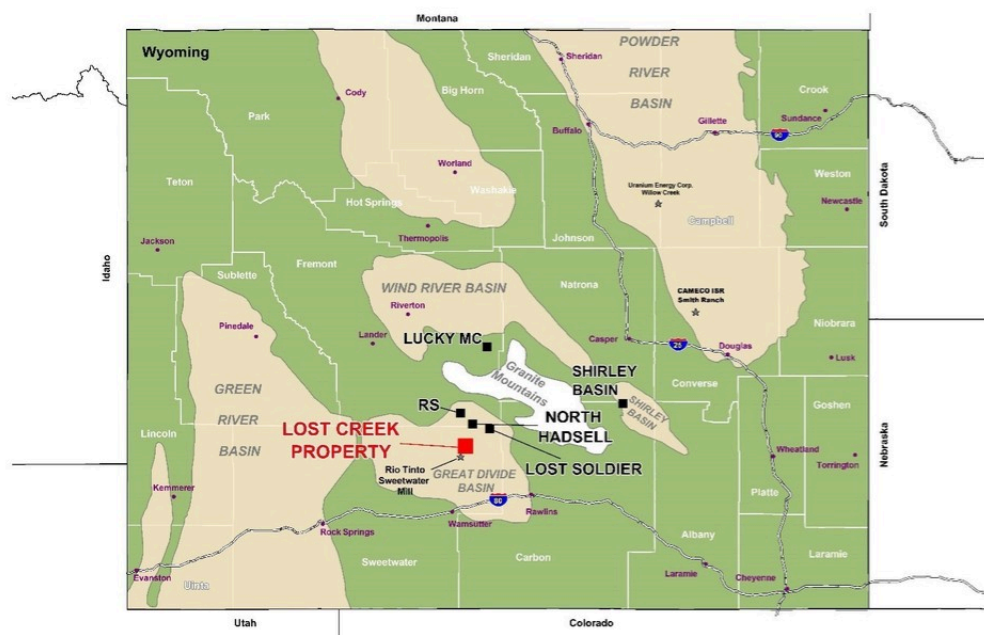 Montana
Wyoming
POWDER
RIVER
BASIN
Sheridan
Sheridan
Cody
Big Horn
Crook
Sundance
Park
Buffalo
Gillette
90
Worland
Washakie
Weston
Teton
Uranium Energy Corp.
Willow Creek
Newcastle
Hot Springs
Campbell
South Dakota
Thermopolis
Johnson
Jackson
Idaho
Sublette
Fremont
Natrona
WIND RIVER BASIN
CAMECO ISR
Smith Ranch
Riverton
Niobrara
Pinedale
Lander
LUCKY MC
Casper
25
Douglas
Lusk
Granite
Mountains
SHIRLEY
BASIN
Converse
GREEN
RIVER
BASIN
RS
SHIRLEY
BASIN
Goshen
NORTH
HADSELL
LOST CREEK
PROPERTY
Lincoln
LOST SOLDIER
Wheatland
Torrington
Nebraska
Rio Tinto
Sweetwater
Mill
GREAT DIVIDE
BASIN
Kemmerer
80
Rawlins
Platte
Wamsutter
Rock Springs
Albany
Evanston
Sweetwater
Carbon
Laramie
Laramie
Uinta
Cheyenne
Utah
Colorado